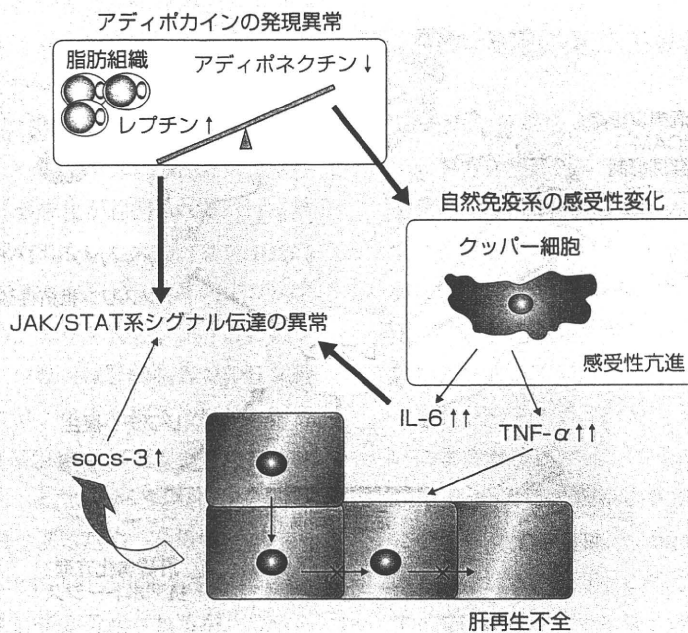 アディポカインの発現異常
脂肪組織
アディポネクチン↓
レプチン↑
自然免疫系の感受性変化
クッパー細胞
感受性亢進
JAK/STAT系シグナル伝達の異常
IL-6↑↑
TNF-α↑↑
socs-3↑
肝再生不全